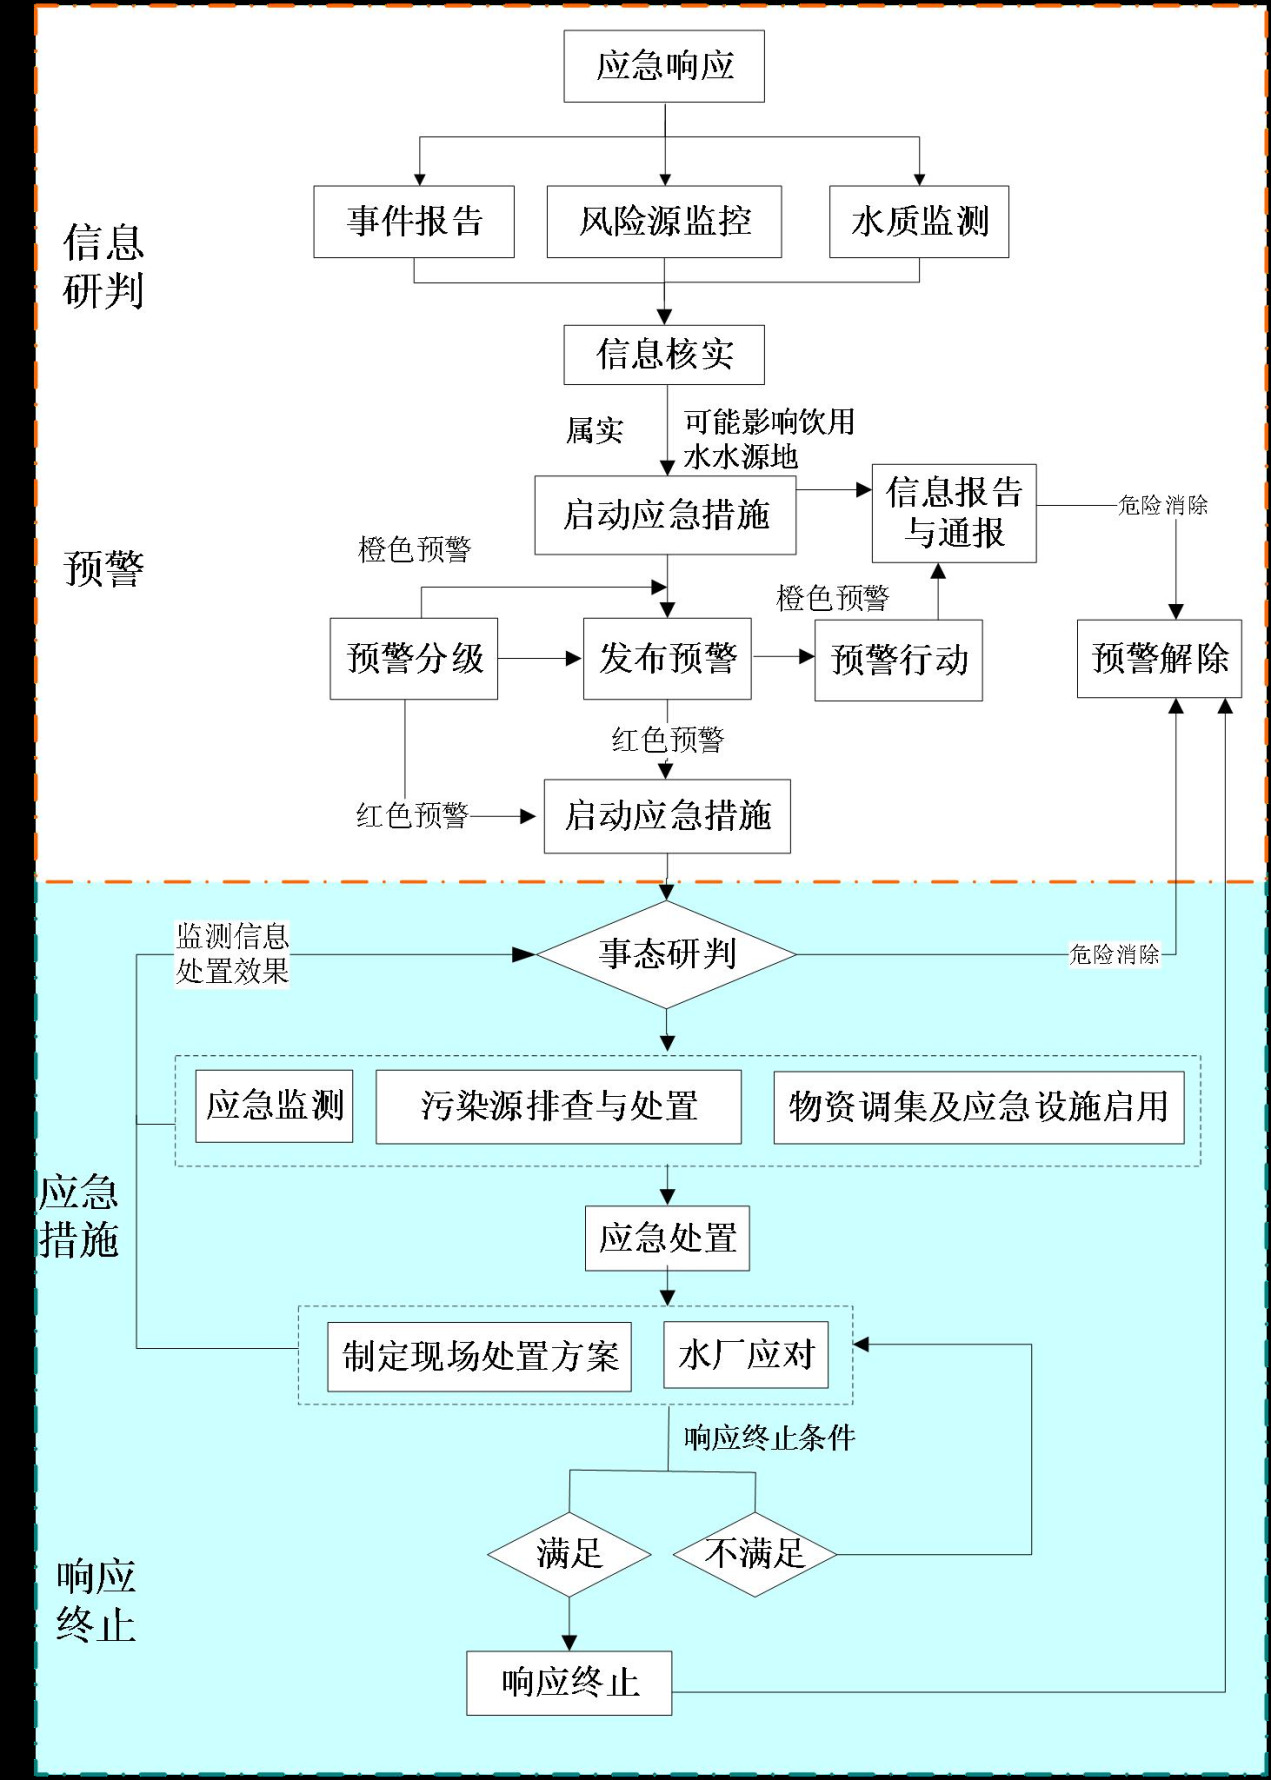 应急响应
事件报告
风险源监控
水质监测
信息
研判
信息核实
属实
可能影响饮用
水水源地
启动应急措施
信息报告
与通报
危险消除
预警
橙色预警
橙色预警
预警分级
发布预警
预警行动
预警解除
红色预警
红色预警
启动应急措施
监测信息
处置效果
事态研判
危险消除
应急监测
污染源排查与处置
物资调集及应急设施启用
应急
措施
应急处置
制定现场处置方案
水厂应对
响应终止条件
满足
不满足
响应
终止
响应终止